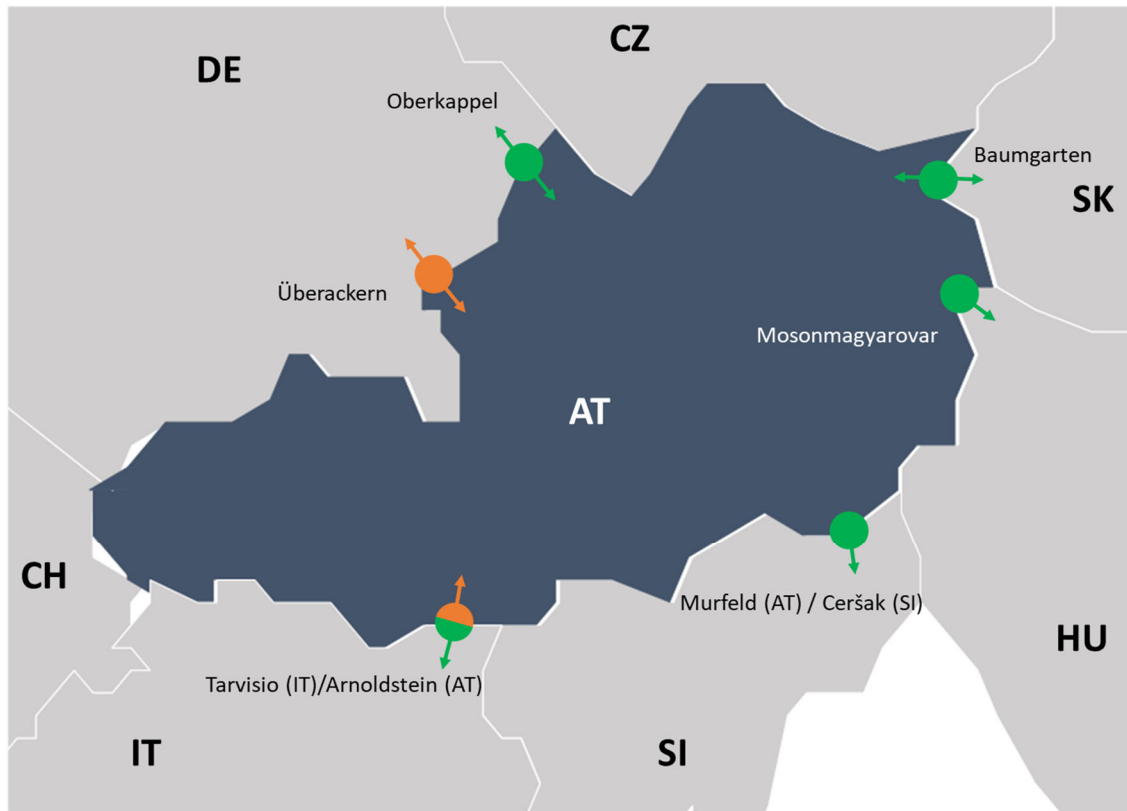 CZ
DE
Oberkappel
Baumgarten
SK
Überackern
Mosonmagyarovar
AT
CH
Murfeld (AT) / Ceršak (SI)
HU
Tarvisio (IT)/Arnoldstein (AT)
IT
SI